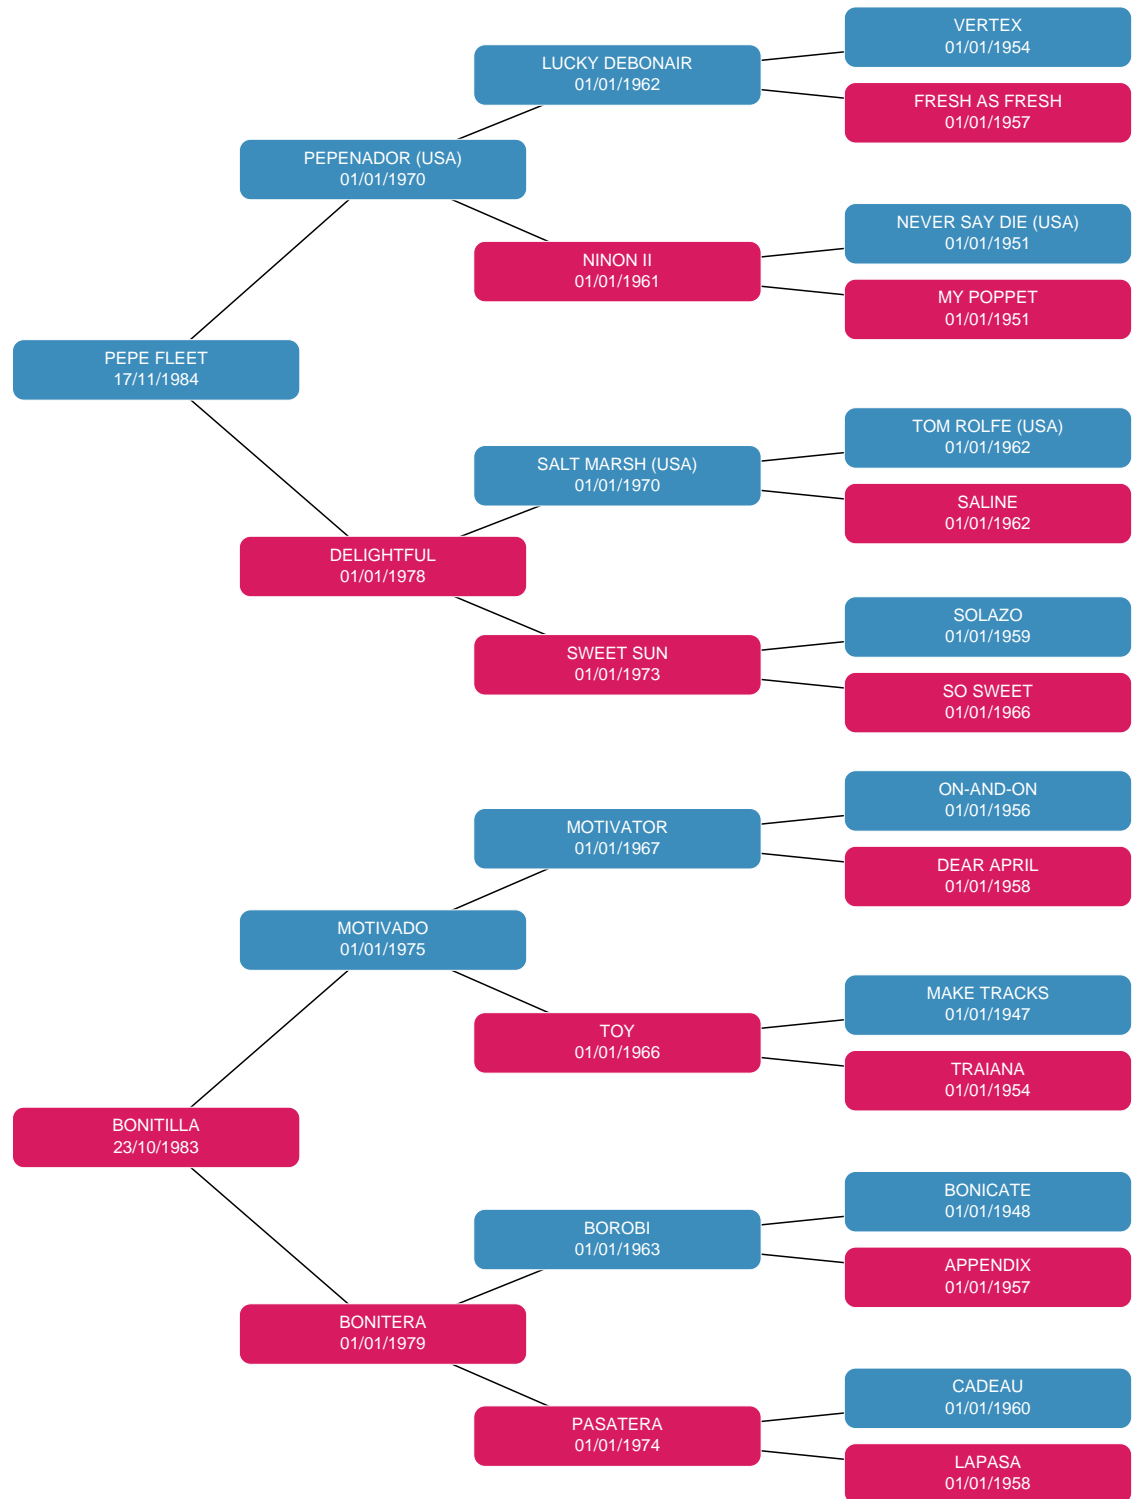 VERTEX
01/01/1954
LUCKY DEBONAIR
01/01/1962
FRESH AS FRESH
01/01/1957
PEPENADOR (USA)
01/01/1970
NEVER SAY DIE (USA)
01/01/1951
NINON II
01/01/1961
MY POPPET
01/01/1951
PEPE FLEET
17/11/1984
TOM ROLFE (USA)
01/01/1962
SALT MARSH (USA)
01/01/1970
SALINE
01/01/1962
DELIGHTFUL
01/01/1978
SOLAZO
01/01/1959
SWEET SUN
01/01/1973
SO SWEET
01/01/1966
ON-AND-ON
01/01/1956
MOTIVATOR
01/01/1967
DEAR APRIL
01/01/1958
MOTIVADO
01/01/1975
MAKE TRACKS
01/01/1947
TOY
01/01/1966
TRAIANA
01/01/1954
BONITILLA
23/10/1983
BONICATE
01/01/1948
BOROBI
01/01/1963
APPENDIX
01/01/1957
BONITERA
01/01/1979
CADEAU
01/01/1960
PASATERA
01/01/1974
LAPASA
01/01/1958